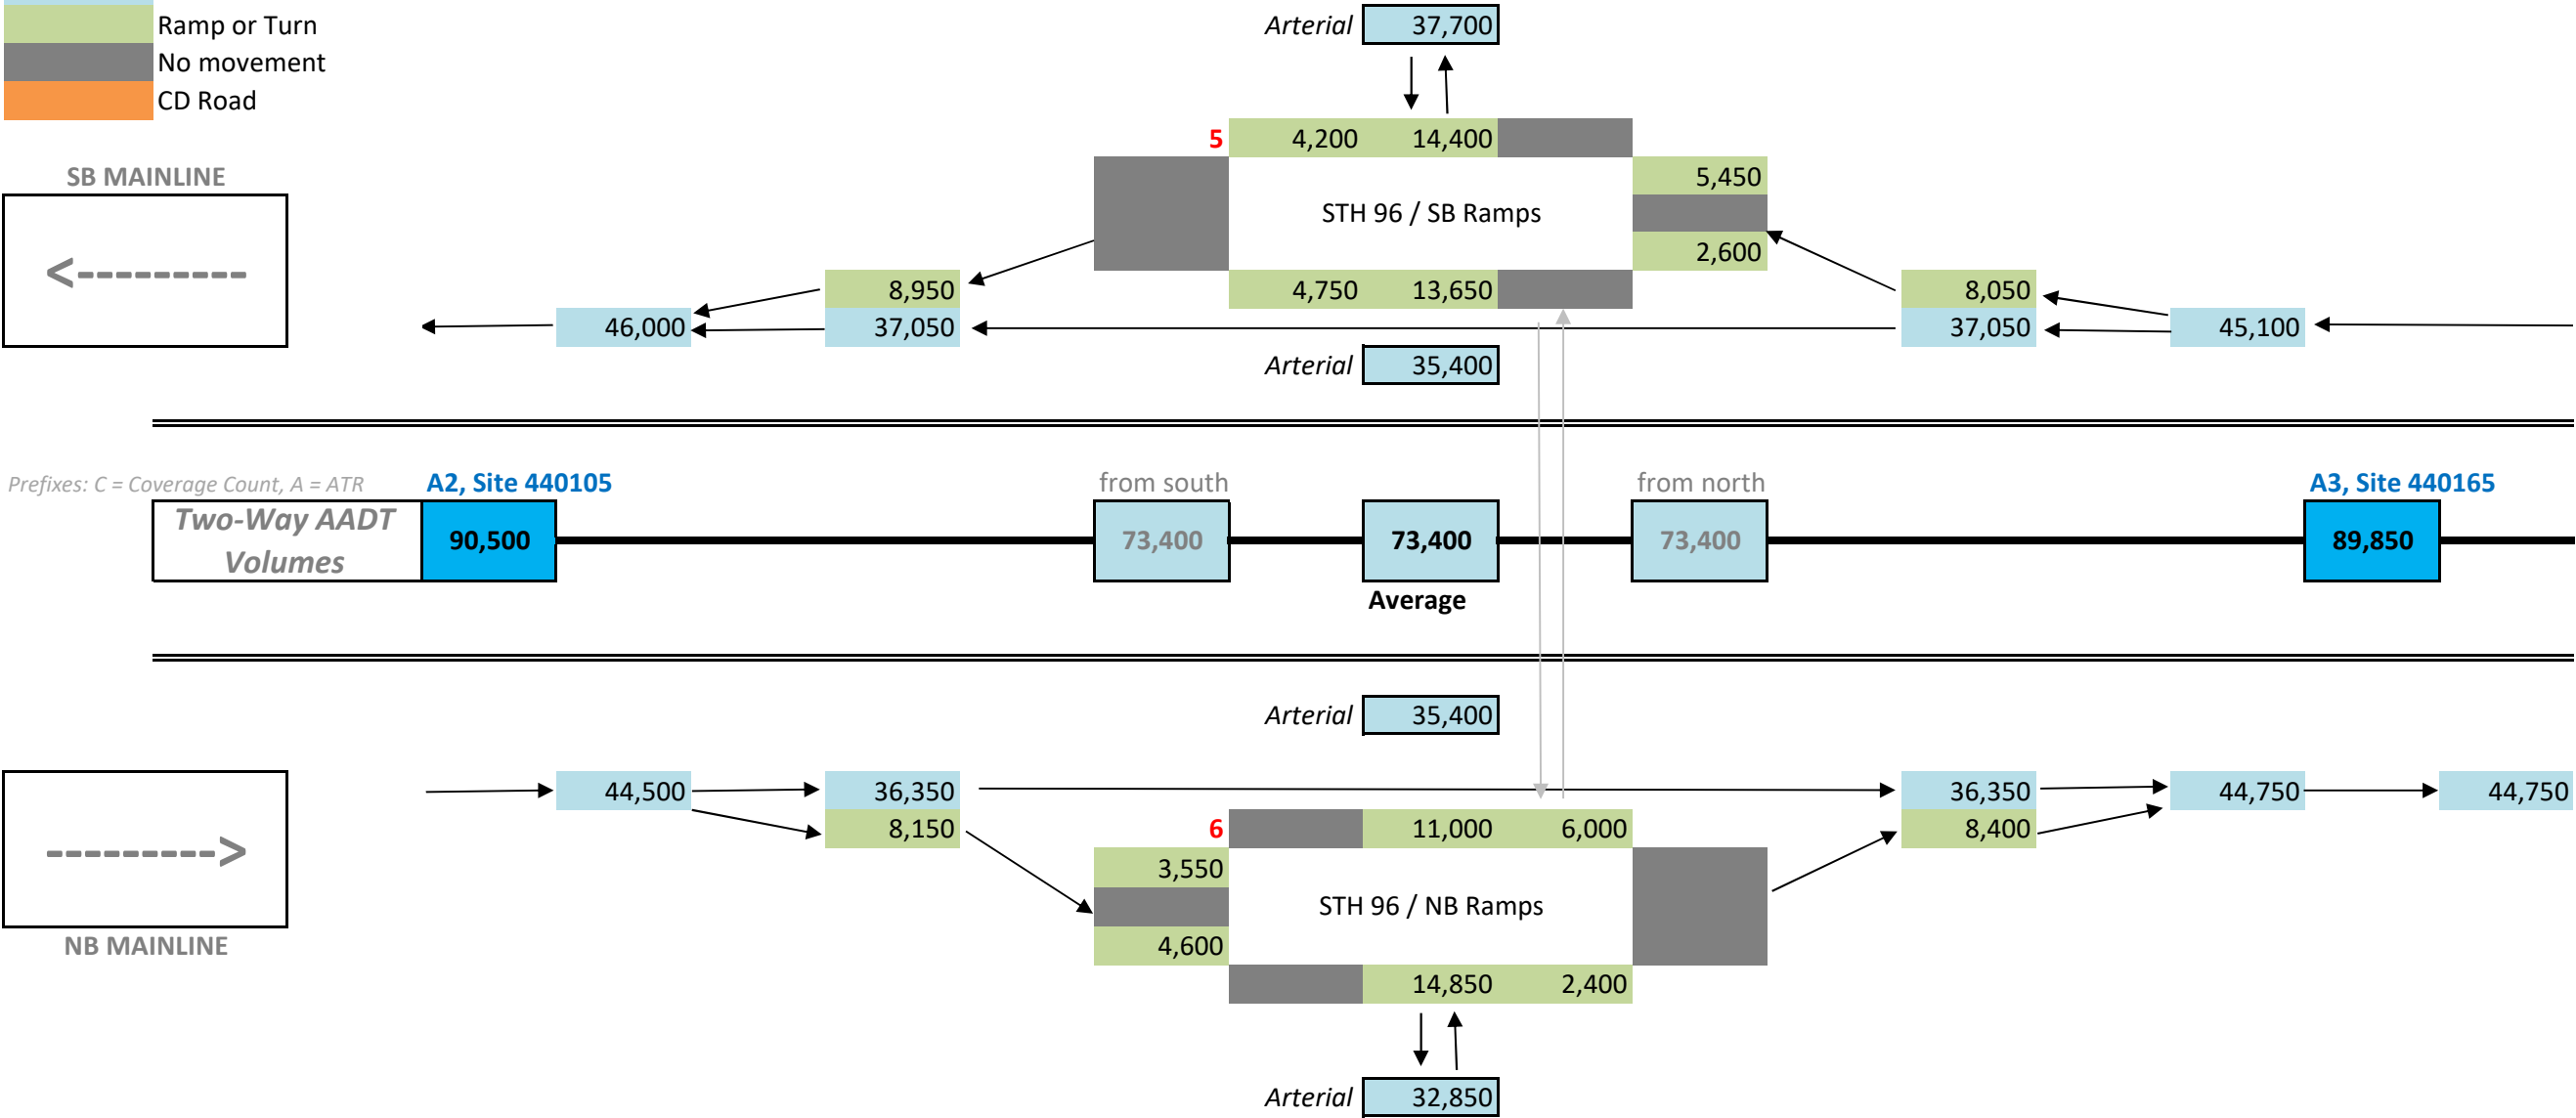 Ramp or Turn
No movement
CD Road
Arterial 37,700
5 4,200 14,400
SB MAINLINE
5,450
STH 96 / SB Ramps
<---------
2,600
8,950 4,750 13,650 8,050
46,000 37,050 37,050 45,100
Arterial 35,400
Prefixes: C = Coverage Count, A = ATR
A2, Site 440105
from south
from north
A3, Site 440165
Two-Way AADT
Volumes
90,500 73,400 73,400 73,400 89,850
Average
Arterial 35,400
44,500 36,350 36,350 44,750 44,750
8,150 6 11,000 6,000 8,400
--------->
3,550
STH 96 / NB Ramps
NB MAINLINE
4,600
14,850 2,400
Arterial 32,850